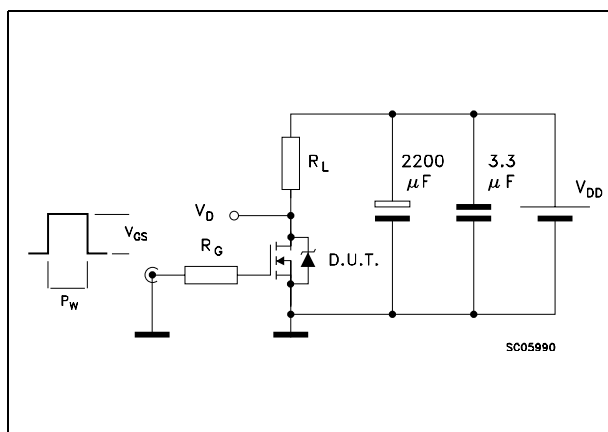 2200
μF
3.3
μF
R_L
V_DD
V_D
V_GS
R_G
D.U.T.
P_W
SC05990